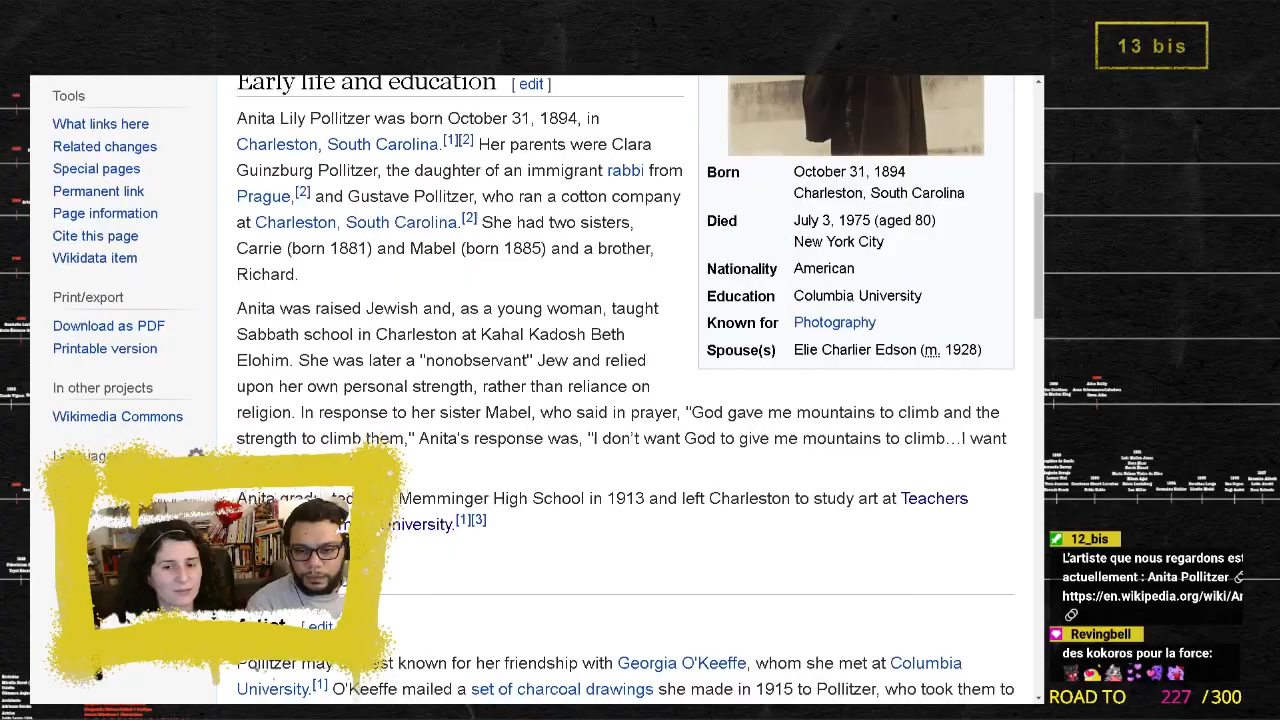 13 bis
Tools
What links here
Related changes
Special pages
Permanent link
Page information
Cite this page
Wikidata item
Print/export
Download as PDF
Printable version
In other projects
Wikimedia Commons
Early life and education [ edit ]
Anita Lily Pollitzer was born October 31, 1894, in
Charleston, South Carolina.[1][2] Her parents were Clara
Guinzburg Pollitzer, the daughter of an immigrant rabbi from
Prague,[2] and Gustave Pollitzer, who ran a cotton company
at Charleston, South Carolina.[2] She had two sisters,
Carrie (born 1881) and Mabel (born 1885) and a brother,
Richard.
Anita was raised Jewish and, as a young woman, taught
Sabbath school in Charleston at Kahal Kadosh Beth
Elohim. She was later a "nonobservant" Jew and relied
upon her own personal strength, rather than reliance on
religion. In response to her sister Mabel, who said in prayer, "God gave me mountains to climb and the
strength to climb them," Anita's response was, "I don't want God to give me mountains to climb…I want
Anita Memminger High School in 1913 and left Charleston to study art at Teachers
University.[1][3]
[ edit
Pollitzer may best known for her friendship with Georgia O'Keeffe, whom she met at Columbia
University.[1] O'Keeffe mailed a set of charcoal drawings she made in 1915 to Pollitzer, who took them to
Born October 31, 1894
Charleston, South Carolina
Died July 3, 1975 (aged 80)
New York City
Nationality American
Education Columbia University
Known for Photography
Spouse(s) Elie Charlier Edson (m. 1928)
12_bis
L'artiste que nous regardons est
actuellement : Anita Pollitzer
https://en.wikipedia.org/wiki/An
Revingbell
des kokoros pour la force:
ROAD TO 227 /300